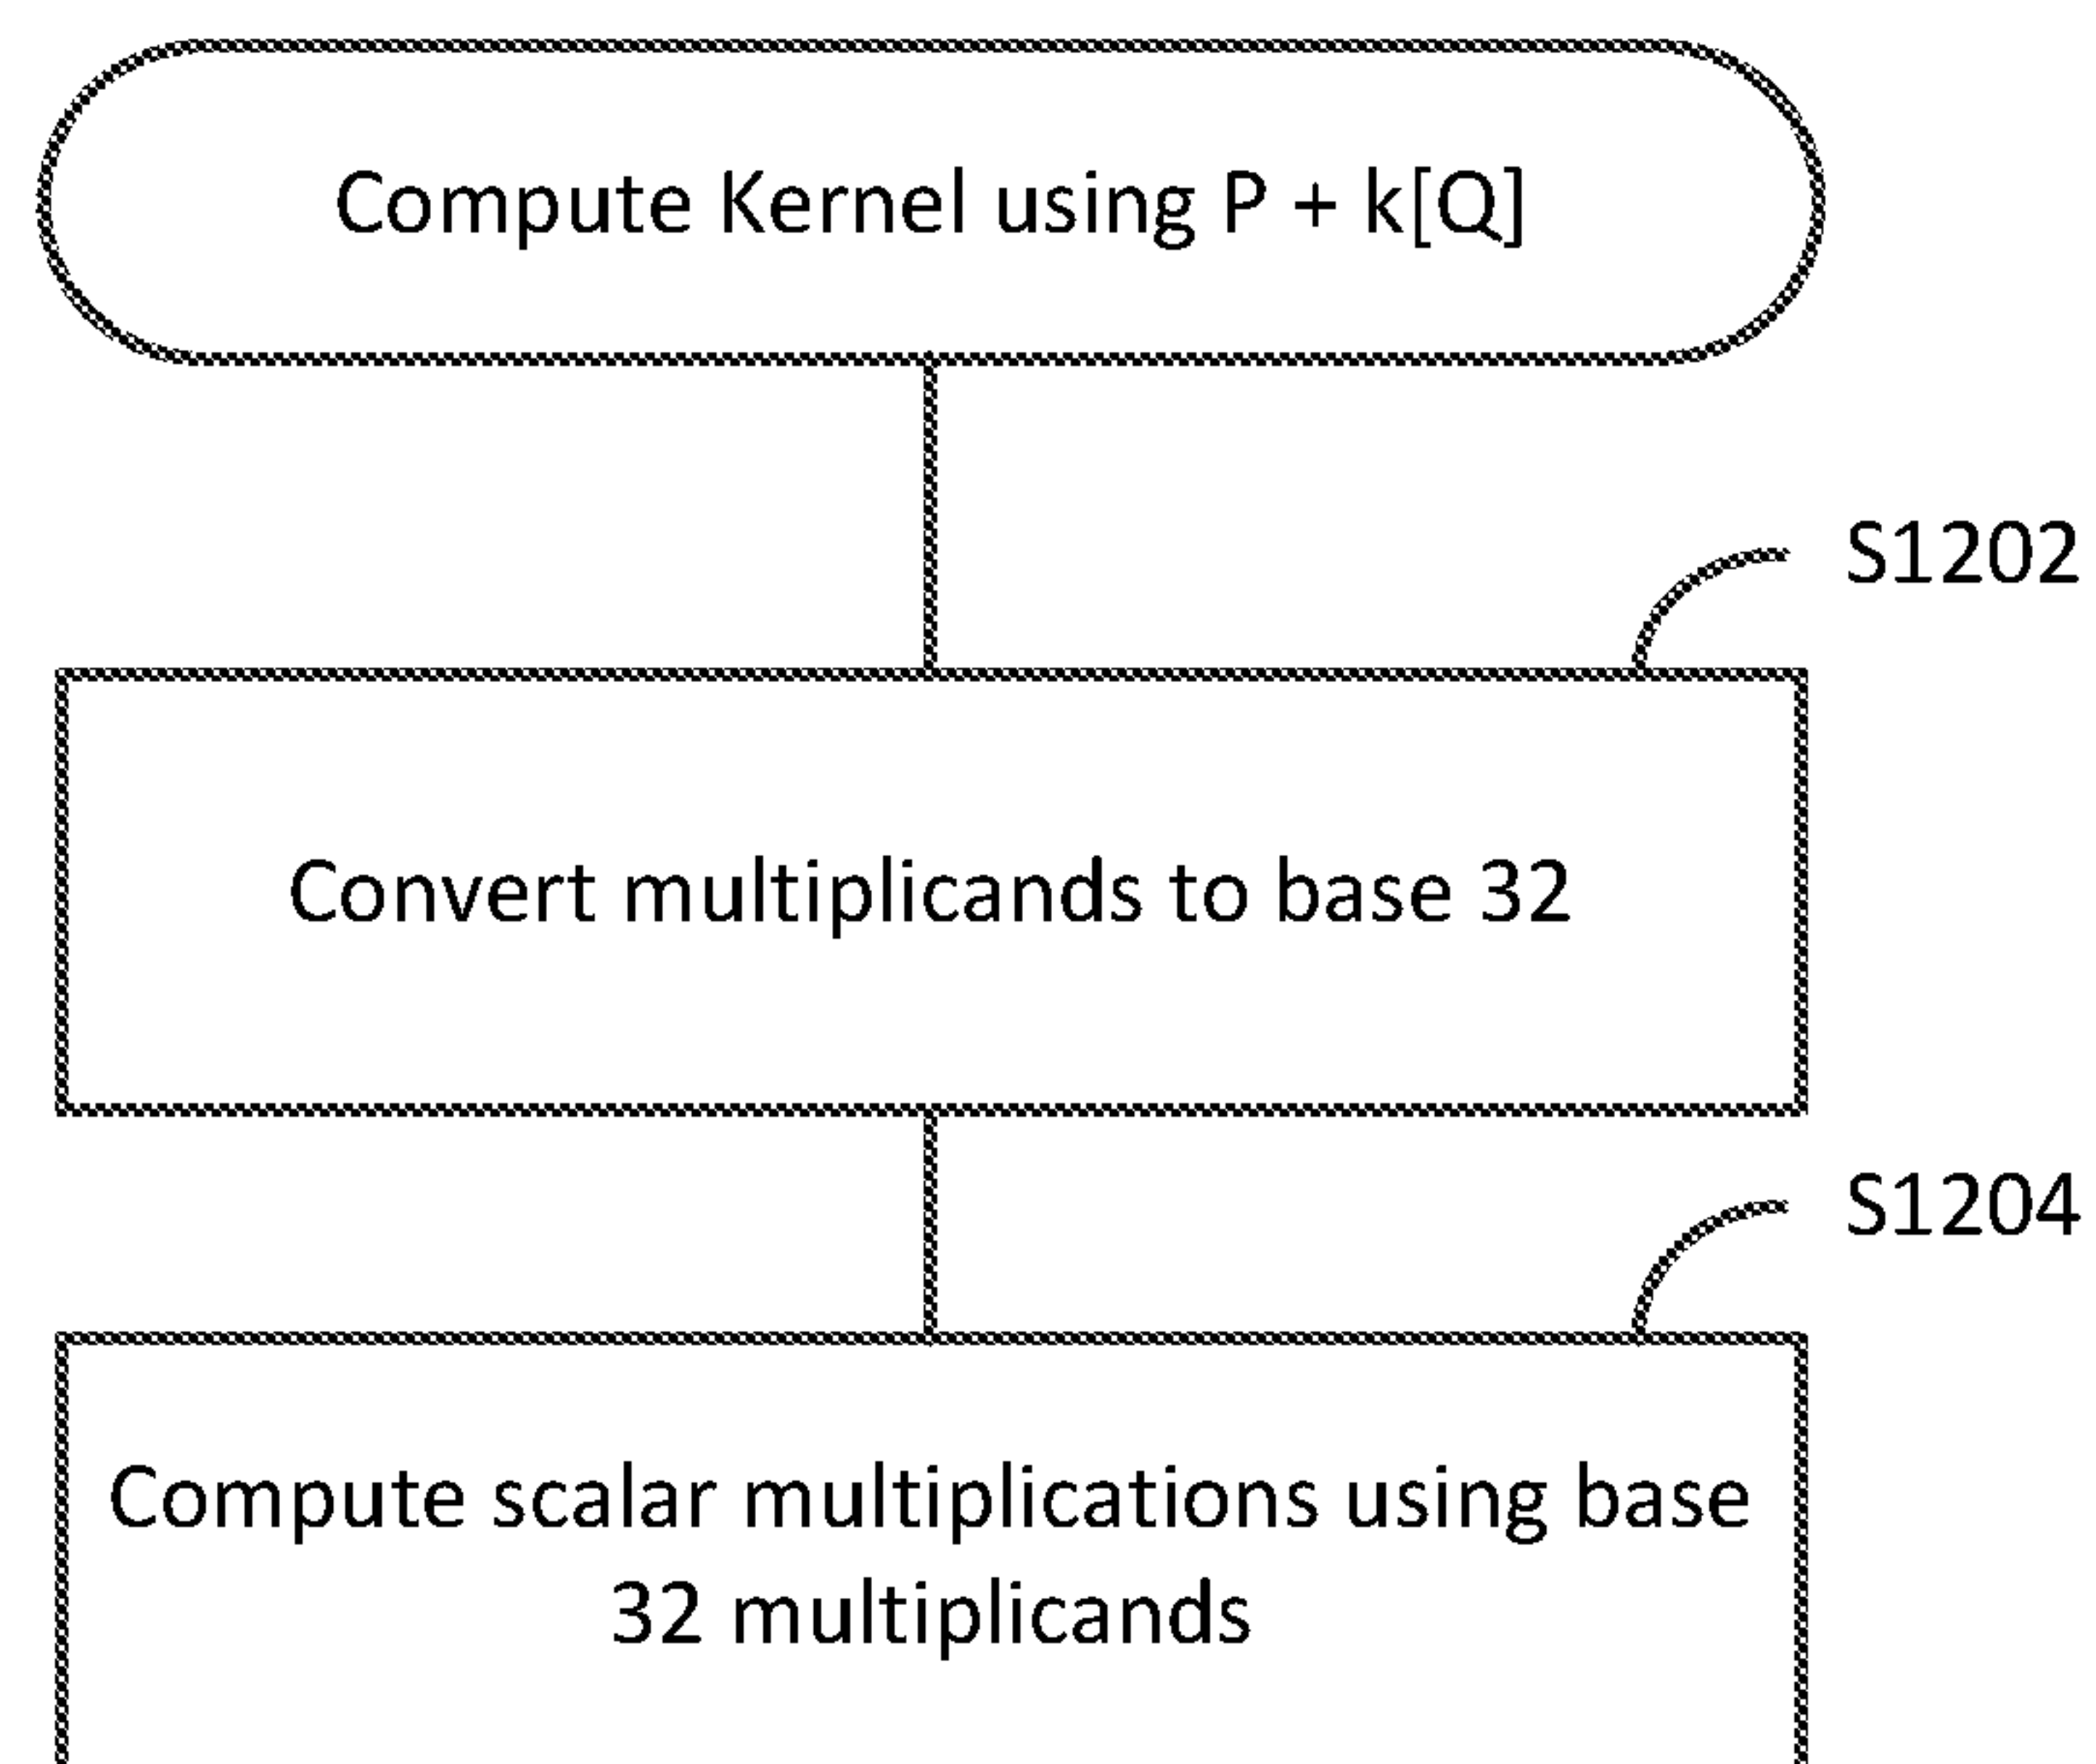 Compute Kernel using P + k[Q]
S1202
Convert multiplicands to base 32
S1204
Compute scalar multiplications using base
32 multiplicands